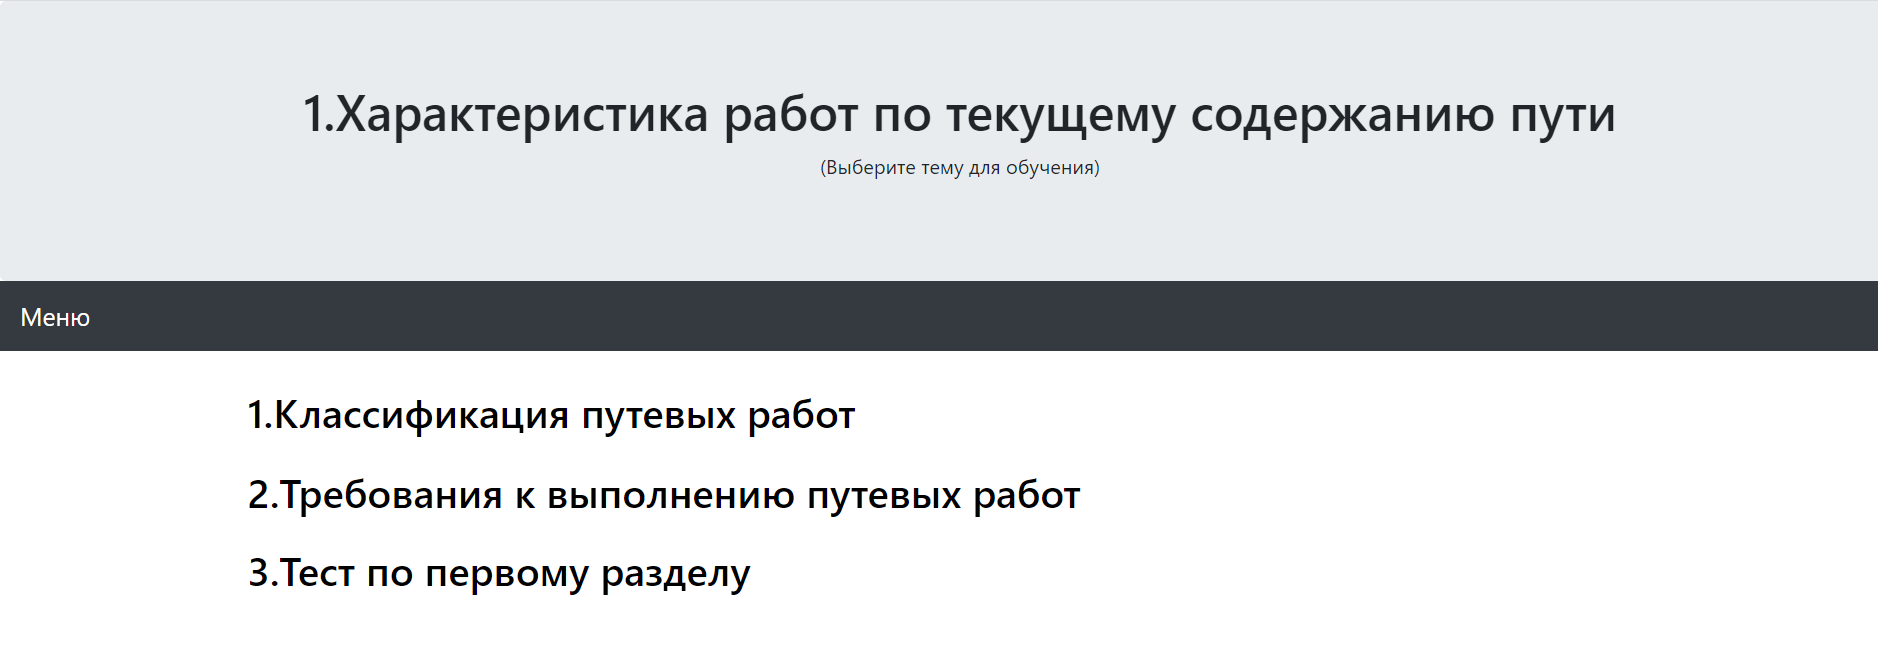 1.Характеристика работ по текущему содержанию пути
(Выберите тему для обучения)
Меню
1.Классификация путевых работ
2.Требования к выполнению путевых работ
3.Тест по первому разделу